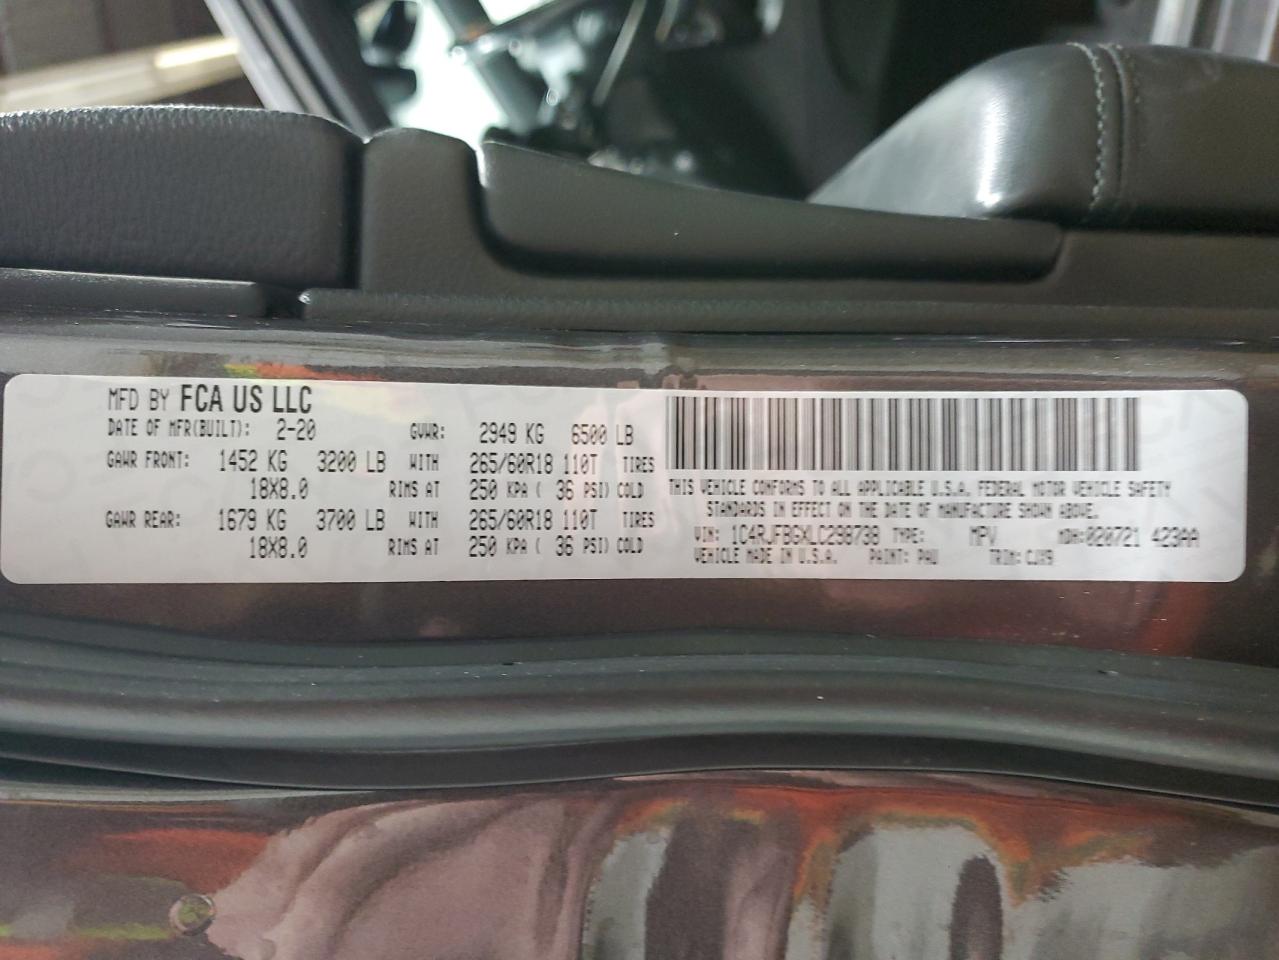 MFD BY FCA US LLC
DATE OF MFR(BUILT): 2-20 GVWR: 2949 KG 6500 LB
GAWR FRONT: 1452 KG 3200 LB WITH 265/60R18 110T TIRES
18X8.0 RIMS AT 250 KPA ( 36 PSI) COLD
GAWR REAR: 1679 KG 3700 LB WITH 265/60R18 110T TIRES
18X8.0 RIMS AT 250 KPA ( 36 PSI) COLD
THIS VEHICLE CONFORMS TO ALL APPLICABLE U.S.A. FEDERAL MOTOR VEHICLE SAFETY
STANDARDS IN EFFECT ON THE DATE OF MANUFACTURE SHOWN ABOVE.
VIN: 1C4RJFBGXLC298738 TYPE: MPV MDH:020721 423AA
VEHICLE MADE IN U.S.A. PAINT: PAU TRIM: CJX9